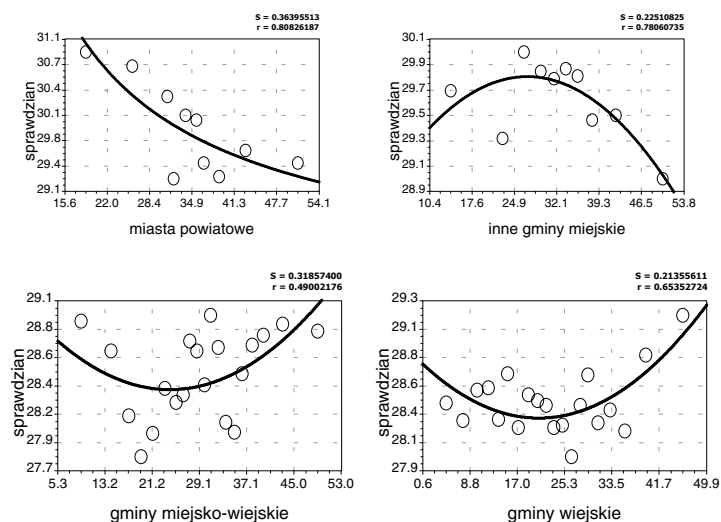 S = 0.36395513
r = 0.80826187
sprawdzian
31.1
30.7
30.4
30.1
29.8
29.4
29.1
15.6 22.0 28.4 34.9 41.3 47.7 54.1
miasta powiatowe
S = 0.22510825
r = 0.78060735
sprawdzian
30.1
29.9
29.7
29.5
29.3
29.1
28.9
10.4 17.6 24.9 32.1 39.3 46.5 53.8
inne gminy miejskie
S = 0.31857400
r = 0.49002176
sprawdzian
29.1
28.8
28.6
28.4
28.2
27.9
27.7
5.3 13.2 21.2 29.1 37.1 45.0 53.0
gminy miejsko-wiejskie
S = 0.21355611
r = 0.65352724
sprawdzian
29.3
29.1
28.8
28.6
28.4
28.1
27.9
0.6 8.8 17.0 25.3 33.5 41.7 49.9
gminy wiejskie